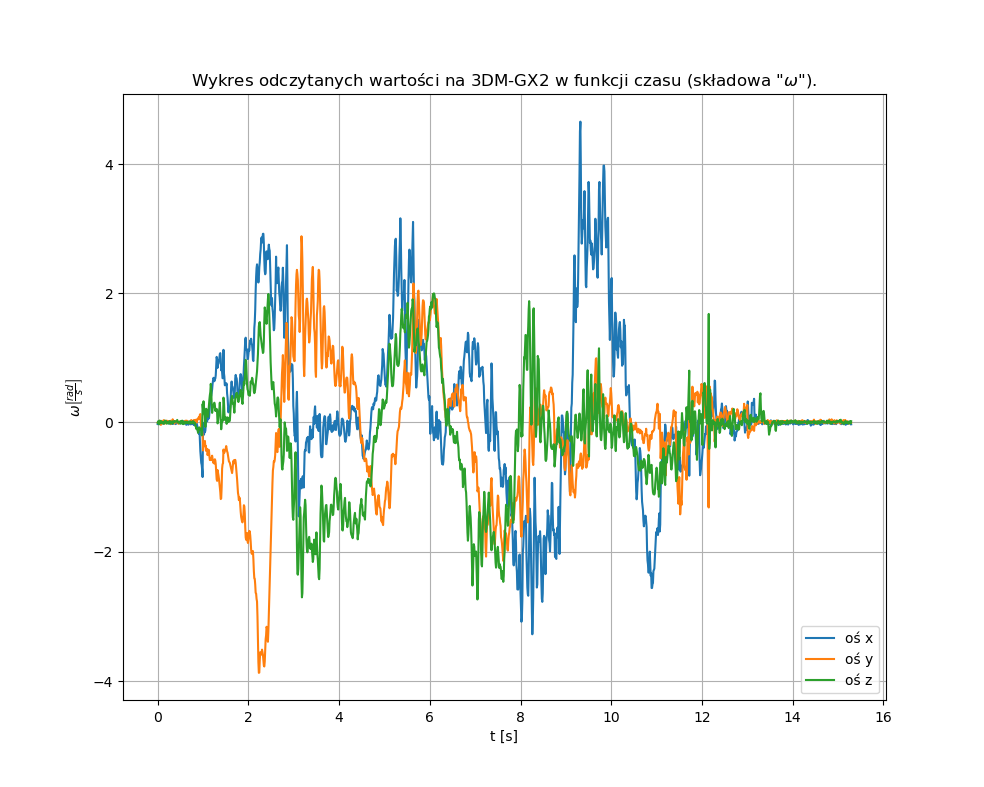 Wykres odczytanych wartości na 3DM-GX2 w funkcji czasu (składowa "ω").
ω[rad/s]
4
2
0
−2
−4
0 2 4 6 8 10 12 14 16
t [s]
oś x
oś y
oś z